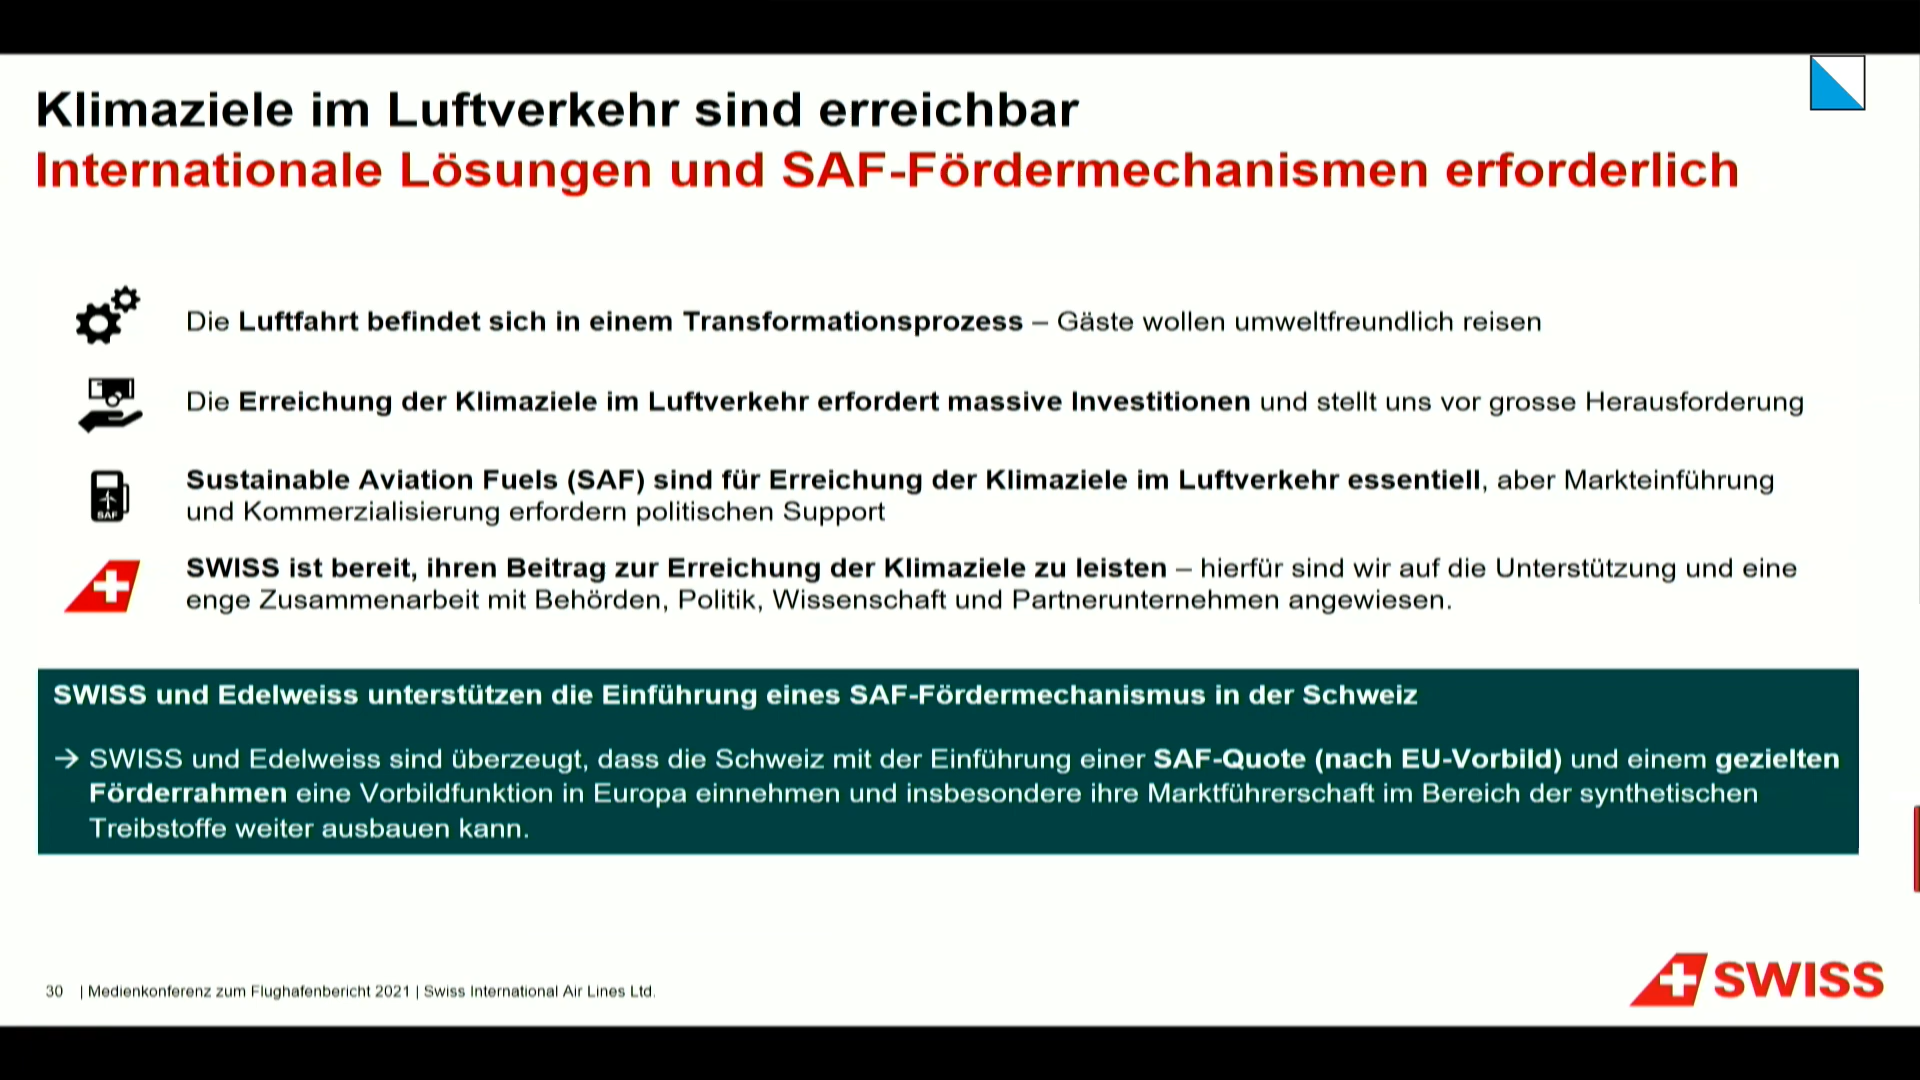 Klimaziele im Luftverkehr sind erreichbar
Internationale Lösungen und SAF-Fördermechanismen erforderlich
Die Luftfahrt befindet sich in einem Transformationsprozess – Gäste wollen umweltfreundlich reisen
Die Erreichung der Klimaziele im Luftverkehr erfordert massive Investitionen und stellt uns vor grosse Herausforderung
SAF
Sustainable Aviation Fuels (SAF) sind für Erreichung der Klimaziele im Luftverkehr essentiell, aber Markteinführung
und Kommerzialisierung erfordern politischen Support
SWISS ist bereit, ihren Beitrag zur Erreichung der Klimaziele zu leisten – hierfür sind wir auf die Unterstützung und eine
enge Zusammenarbeit mit Behörden, Politik, Wissenschaft und Partnerunternehmen angewiesen.
SWISS und Edelweiss unterstützen die Einführung eines SAF-Fördermechanismus in der Schweiz
→ SWISS und Edelweiss sind überzeugt, dass die Schweiz mit der Einführung einer SAF-Quote (nach EU-Vorbild) und einem gezielten
Förderrahmen eine Vorbildfunktion in Europa einnehmen und insbesondere ihre Marktführerschaft im Bereich der synthetischen
Treibstoffe weiter ausbauen kann.
30 | Medienkonferenz zum Flughafenbericht 2021 | Swiss International Air Lines Ltd.
SWISS